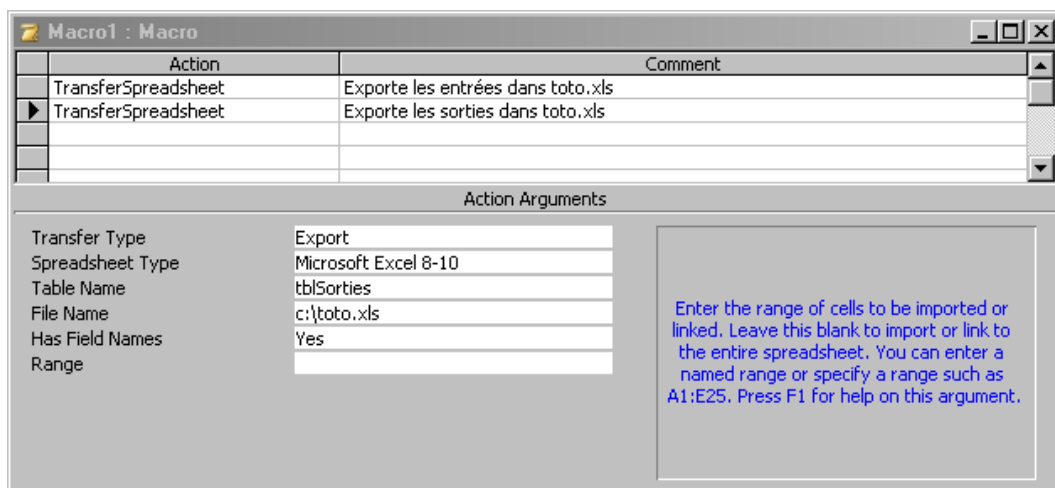 Macro1 : Macro
Action Comment
TransferSpreadsheet Exporte les entrées dans toto.xls
TransferSpreadsheet Exporte les sorties dans toto.xls
Action Arguments
Transfer Type Export
Spreadsheet Type Microsoft Excel 8-10
Table Name tblSorties
File Name c:\toto.xls
Has Field Names Yes
Range
Enter the range of cells to be imported or
linked. Leave this blank to import or link to
the entire spreadsheet. You can enter a
named range or specify a range such as
A1:E25. Press F1 for help on this argument.